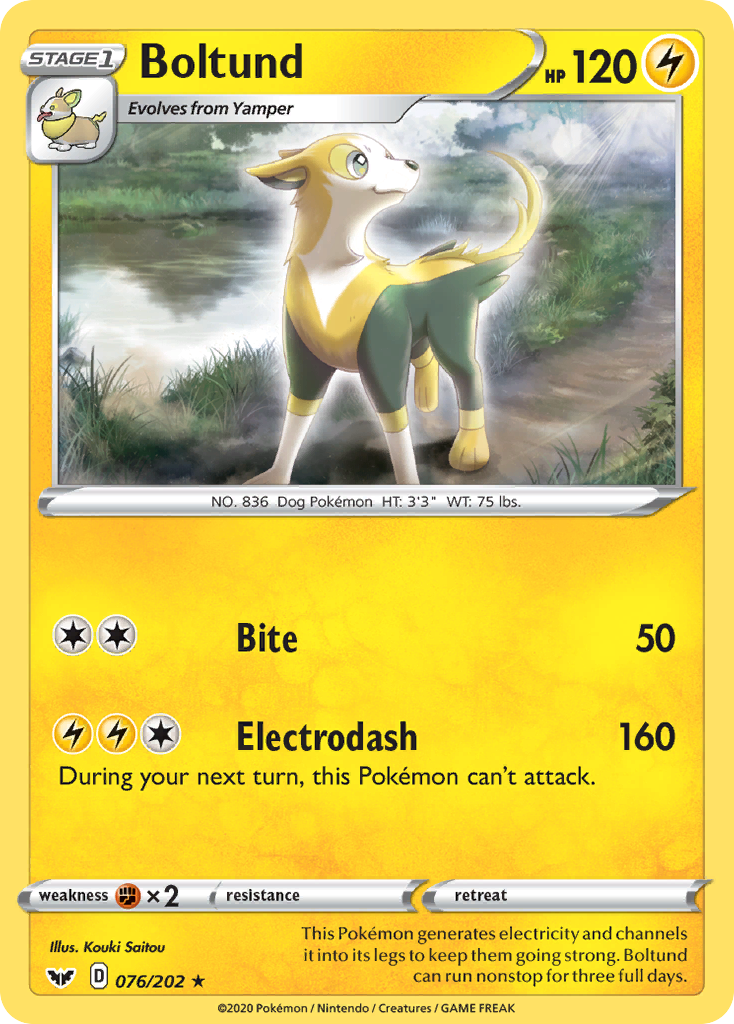 STAGE1
Boltund
HP 120
Evolves from Yamper
NO. 836 Dog Pokémon HT: 3'3" WT: 75 lbs.
Bite 50
Electrodash 160
During your next turn, this Pokémon can't attack.
weakness ×2 resistance retreat
Illus. Kouki Saitou
This Pokémon generates electricity and channels
it into its legs to keep them going strong. Boltund
can run nonstop for three full days.
D 076/202 ★
©2020 Pokémon / Nintendo / Creatures / GAME FREAK